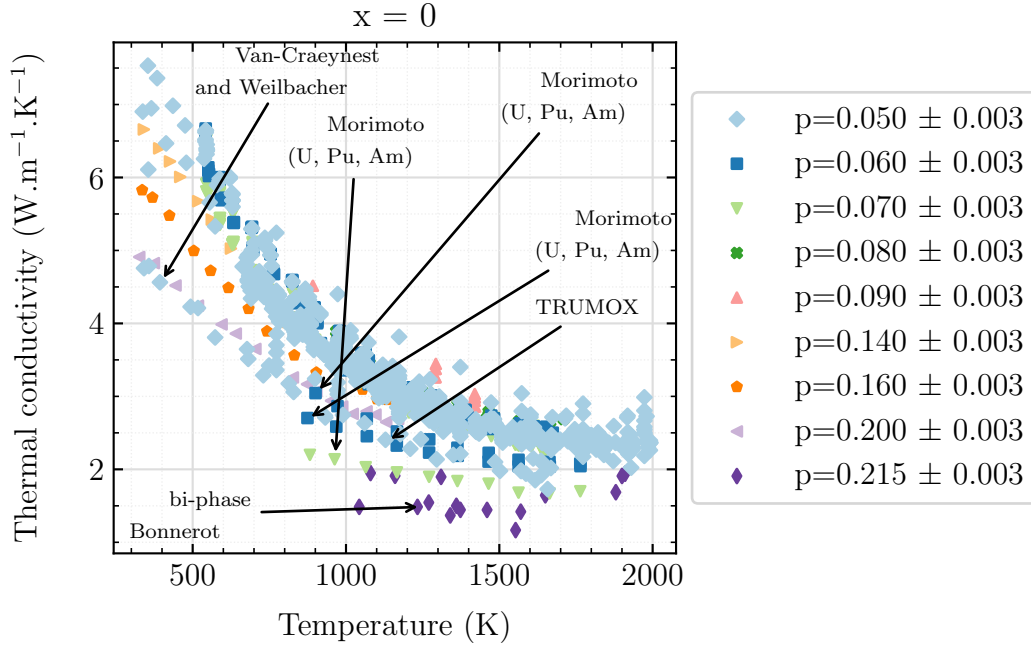 x = 0
Van-Craeynest
and Weilbacher
Morimoto
(U, Pu, Am)
Morimoto
(U, Pu, Am)
Morimoto
(U, Pu, Am)
TRUMOX
bi-phase
Bonnerot
Thermal conductivity (W.m⁻¹.K⁻¹)
6
4
2
500
1000
1500
2000
Temperature (K)
p=0.050 ± 0.003
p=0.060 ± 0.003
p=0.070 ± 0.003
p=0.080 ± 0.003
p=0.090 ± 0.003
p=0.140 ± 0.003
p=0.160 ± 0.003
p=0.200 ± 0.003
p=0.215 ± 0.003